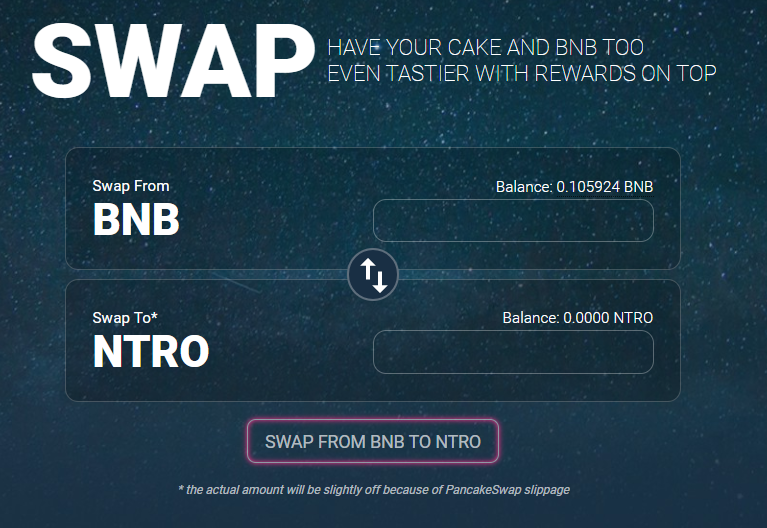 SWAP
HAVE YOUR CAKE AND BNB TOO
EVEN TASTIER WITH REWARDS ON TOP
Swap From
Balance: 0.105924 BNB
BNB
Swap To*
Balance: 0.0000 NTRO
NTRO
SWAP FROM BNB TO NTRO
* the actual amount will be slightly off because of PancakeSwap slippage